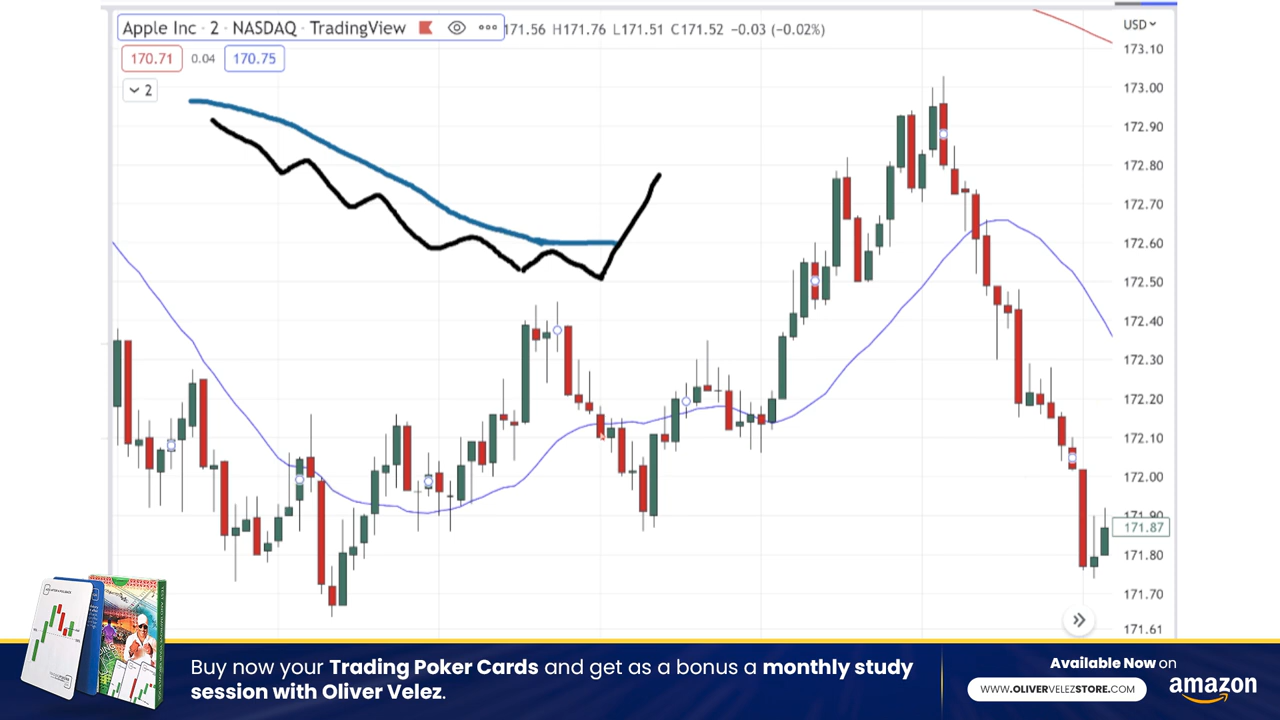 Apple Inc · 2 · NASDAQ · TradingView ••• 171.56 H171.76 L171.51 C171.52 −0.03 (−0.02%)
USD
170.71 0.04 170.75
2
173.10
173.00
172.90
172.80
172.70
172.60
172.50
172.40
172.30
172.20
172.10
172.00
171.90
171.87
171.80
171.70
171.61
Buy now your Trading Poker Cards and get as a bonus a monthly study
session with Oliver Velez.
Available Now on
WWW.OLIVERVELEZSTORE.COM
amazon